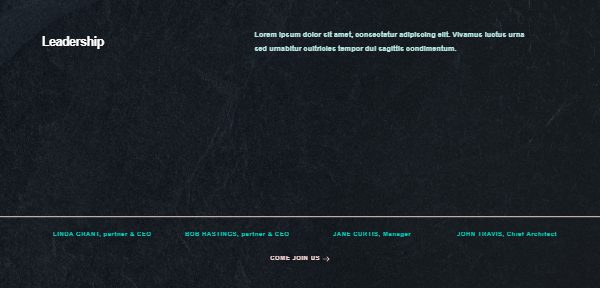 Leadership
Lorem ipsum dolor sit amet, consectetur adipiscing elit. Vivamus luctus urna
sed urnabitur cultricies tempor dui sagittis condimentum.
LINDA GRANT, partner & CEO
BOB HASTINGS, partner & CEO
JANE CURTIS, Manager
JOHN TRAVIS, Chief Architect
COME JOIN US →